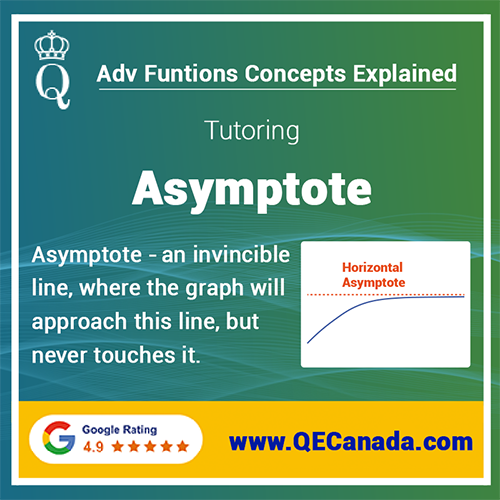 Q
Adv Funtions Concepts Explained
Tutoring
Asymptote
Asymptote - an invincible
line, where the graph will
approach this line, but
never touches it.
Horizontal
Asymptote
G
Google Rating
4.9 ★★★★★
www.QECanada.com